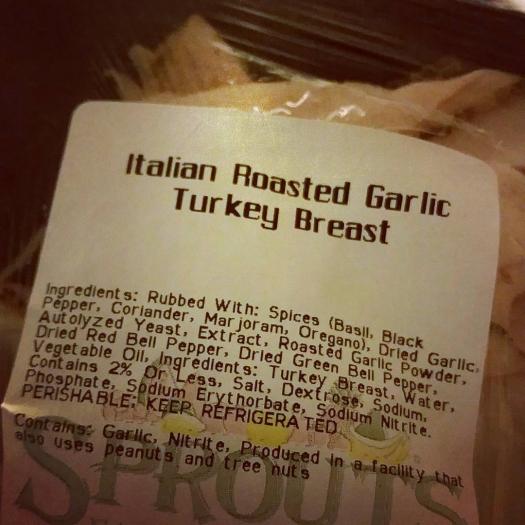 Italian Roasted Garlic
Turkey Breast
Ingredients: Rubbed With: Spices (Basil, Black
Pepper, Coriander, Marjoram, Oregano), Dried Garlic,
Autolyzed Yeast, Extract, Roasted Garlic Powder,
Dried Red Bell Pepper, Dried Green Bell Pepper,
Vegetable Oil, Ingredients: Turkey Breast, Water,
Contains 2% Or Less, Salt, Dextrose, Sodium,
Phosphate, Sodium Erythorbate, Sodium Nitrite.
PERISHABLE: KEEP REFRIGERATED.
Contains: Garlic, Nitrite, Produced in a facility that
also uses peanuts and tree nuts
SPROUTS